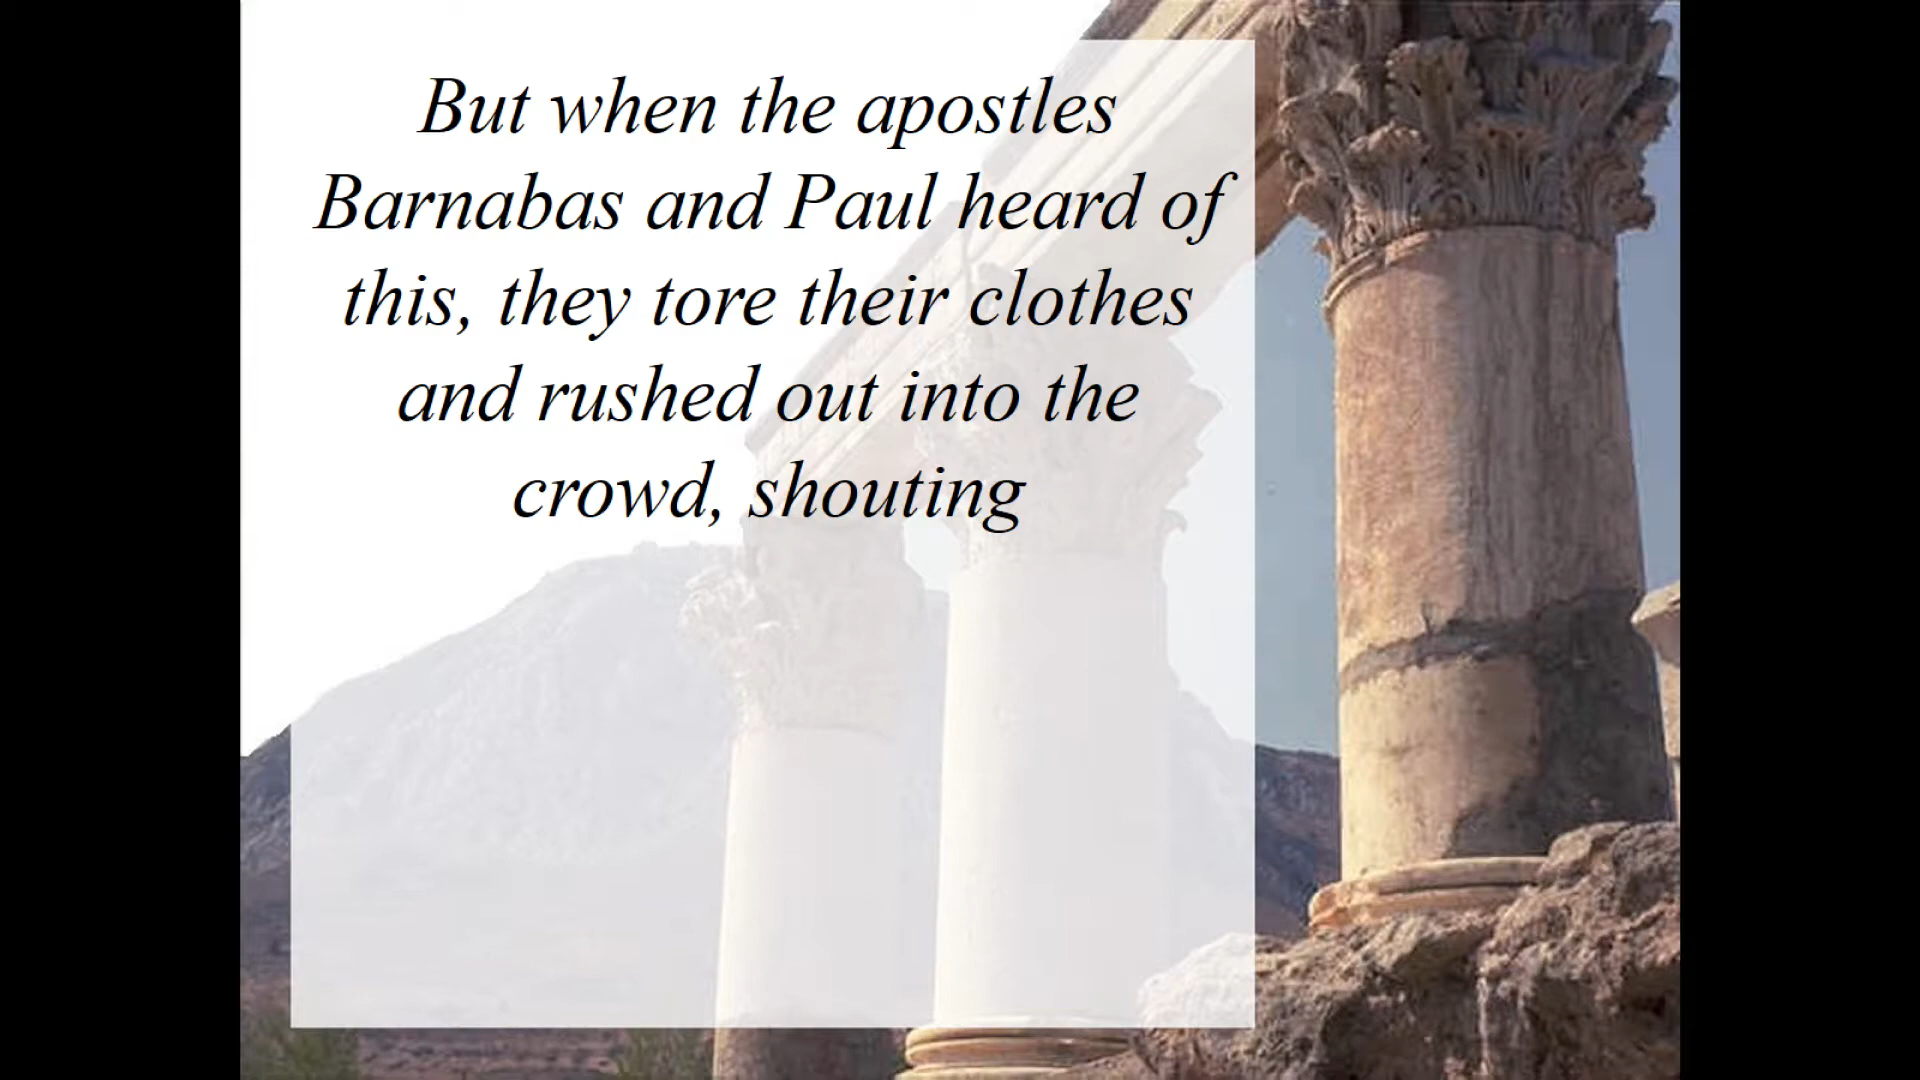 But when the apostles
Barnabas and Paul heard of
this, they tore their clothes
and rushed out into the
crowd, shouting